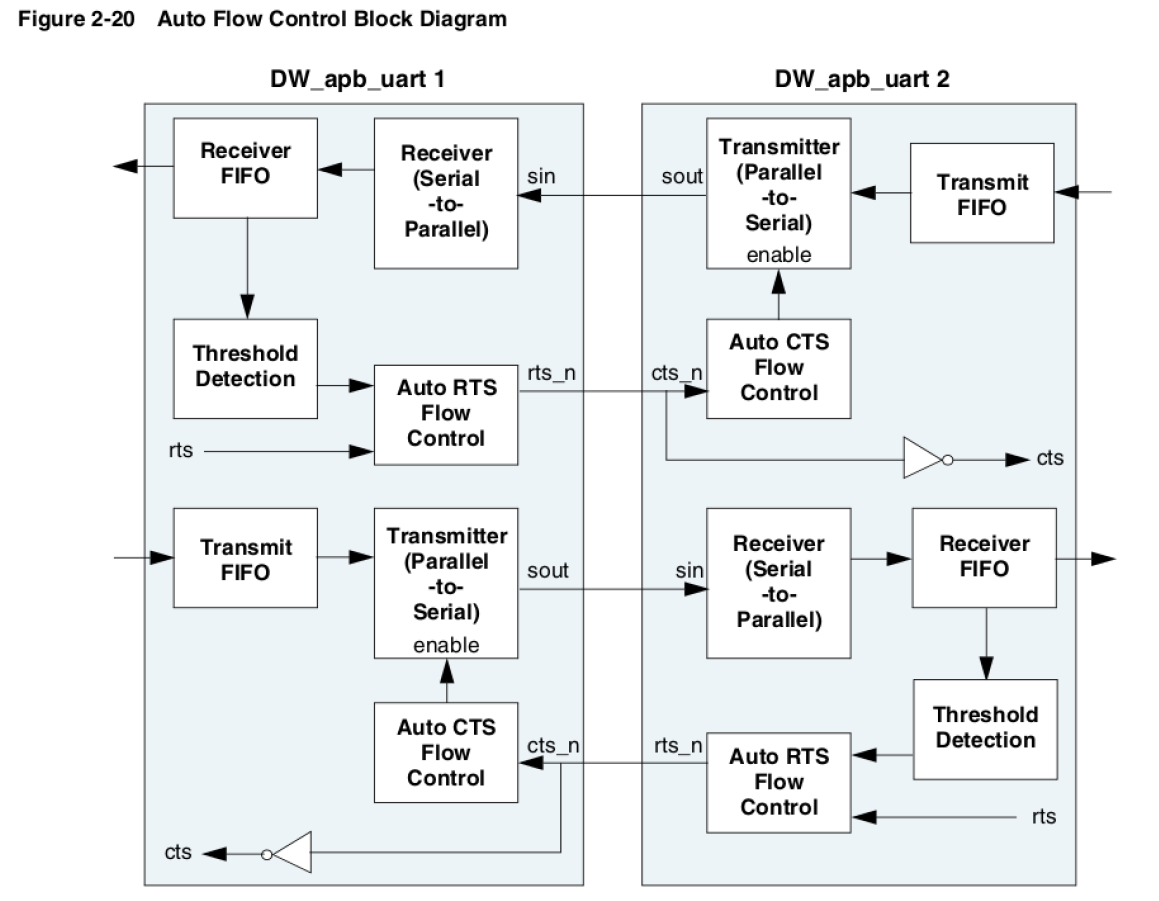 Figure 2-20 Auto Flow Control Block Diagram
DW_apb_uart 1
Receiver
FIFO
Receiver
(Serial
-to-
Parallel)
sin
Threshold
Detection
Auto RTS
Flow
Control
rts_n
rts
Transmit
FIFO
Transmitter
(Parallel
-to-
Serial)
enable
sout
Auto CTS
Flow
Control
cts_n
cts
DW_apb_uart 2
sout
Transmitter
(Parallel
-to-
Serial)
enable
Transmit
FIFO
cts_n
Auto CTS
Flow
Control
cts
sin
Receiver
(Serial
-to-
Parallel)
Receiver
FIFO
Threshold
Detection
rts_n
Auto RTS
Flow
Control
rts